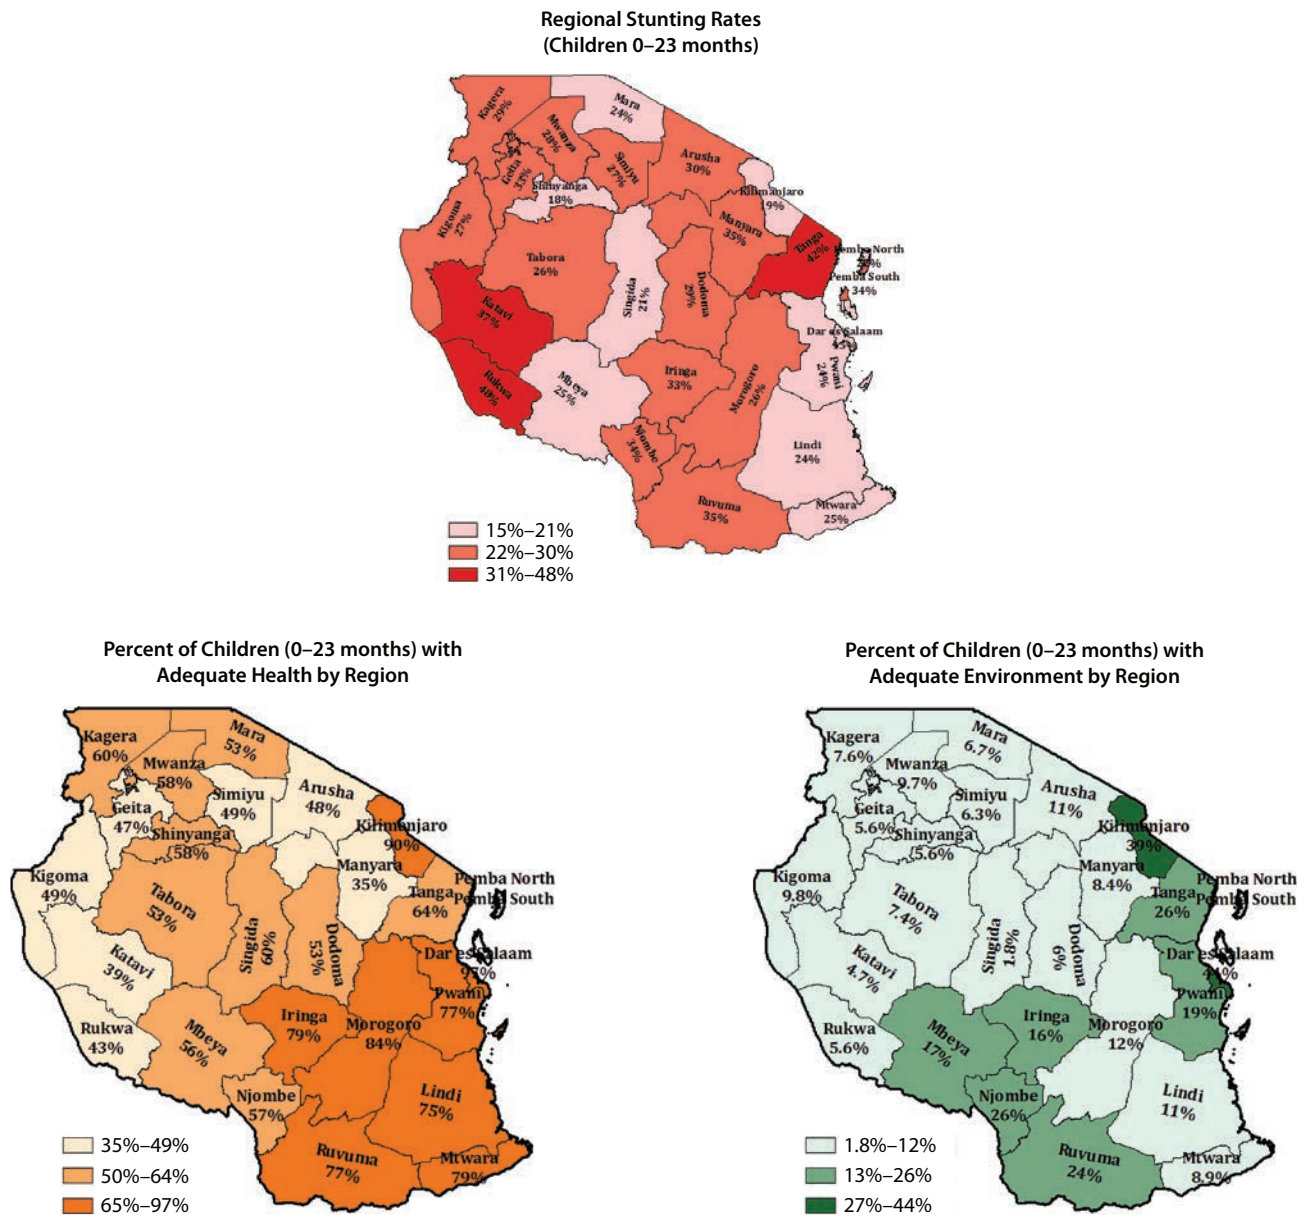 Regional Stunting Rates
(Children 0–23 months)
Kagera
29%
Mwanza
28%
Mara
24%
Geita
33%
Simiyu
27%
Shinyanga
18%
Arusha
30%
Kilimanjaro
19%
Kigoma
27%
Tabora
26%
Singida
21%
Dodoma
29%
Manyara
35%
Tanga
42%
Pemba North
Pemba South
34%
Katavi
37%
Rukwa
48%
Mbeya
25%
Iringa
33%
Morogoro
26%
Dar es Salaam
Pwani
24%
Njombe
34%
Lindi
24%
Ruvuma
35%
Mtwara
25%
15%–21%
22%–30%
31%–48%
Percent of Children (0–23 months) with
Adequate Health by Region
Kagera
60%
Mara
53%
Mwanza
58%
Geita
47%
Simiyu
49%
Arusha
48%
Shinyanga
58%
Kilimanjaro
90%
Kigoma
49%
Tabora
53%
Singida
60%
Dodoma
53%
Manyara
35%
Tanga
64%
Pemba North
Pemba South
Katavi
39%
Dar es Salaam
97%
Pwani
77%
Rukwa
43%
Mbeya
56%
Iringa
79%
Morogoro
84%
Njombe
57%
Lindi
75%
Ruvuma
77%
Mtwara
79%
35%–49%
50%–64%
65%–97%
Percent of Children (0–23 months) with
Adequate Environment by Region
Kagera
7.6%
Mara
6.7%
Mwanza
9.7%
Geita
5.6%
Simiyu
6.3%
Arusha
11%
Shinyanga
5.6%
Kilimanjaro
39%
Kigoma
9.8%
Tabora
7.4%
Singida
1.8%
Dodoma
6%
Manyara
8.4%
Tanga
26%
Pemba North
Pemba South
Katavi
4.7%
Dar es Salaam
44%
Pwani
19%
Rukwa
5.6%
Mbeya
17%
Iringa
16%
Morogoro
12%
Njombe
26%
Lindi
11%
Ruvuma
24%
Mtwara
8.9%
1.8%–12%
13%–26%
27%–44%